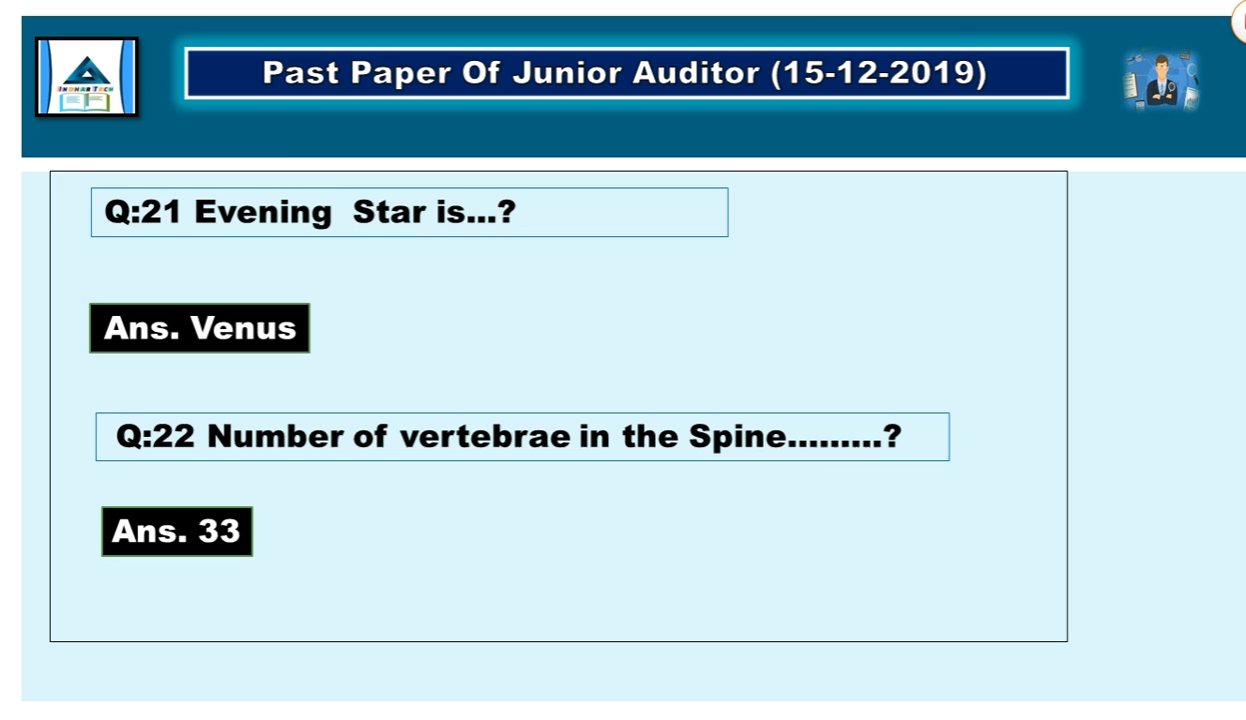 Past Paper Of Junior Auditor (15-12-2019)
Q:21 Evening Star is...?
Ans. Venus
Q:22 Number of vertebrae in the Spine.........?
Ans. 33